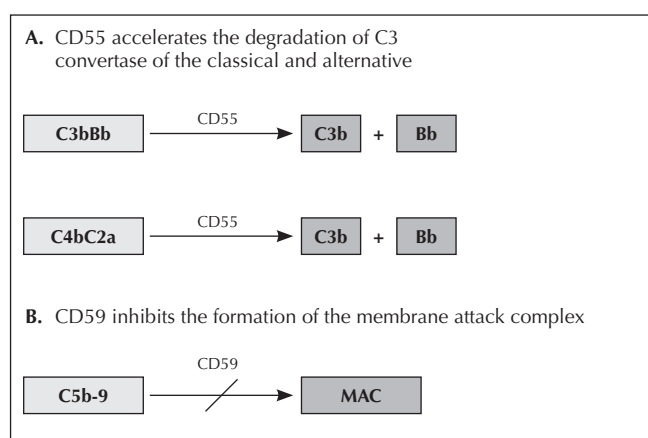 A. CD55 accelerates the degradation of C3
convertase of the classical and alternative
CD55
C3bBb C3b + Bb
CD55
C4bC2a C3b + Bb
B. CD59 inhibits the formation of the membrane attack complex
CD59
C5b-9 MAC